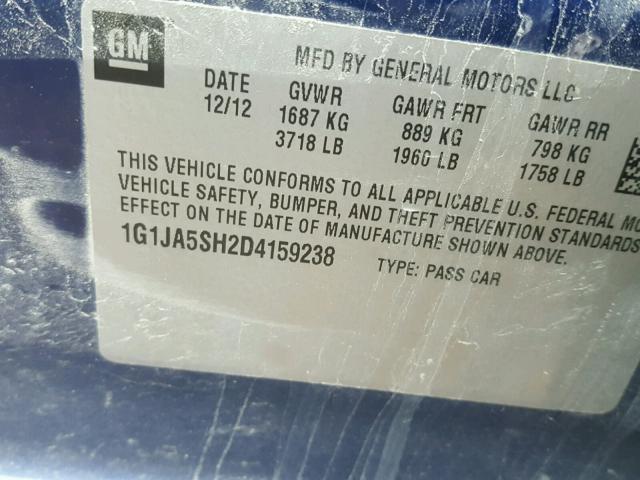 GM
MFD BY GENERAL MOTORS LLC
DATE GVWR GAWR FRT GAWR RR
12/12 1687 KG 889 KG 798 KG
3718 LB 1960 LB 1758 LB
THIS VEHICLE CONFORMS TO ALL APPLICABLE U.S. FEDERAL MO
VEHICLE SAFETY, BUMPER, AND THEFT PREVENTION STANDARDS
EFFECT ON THE DATE OF MANUFACTURE SHOWN ABOVE.
1G1JA5SH2D4159238 TYPE: PASS CAR